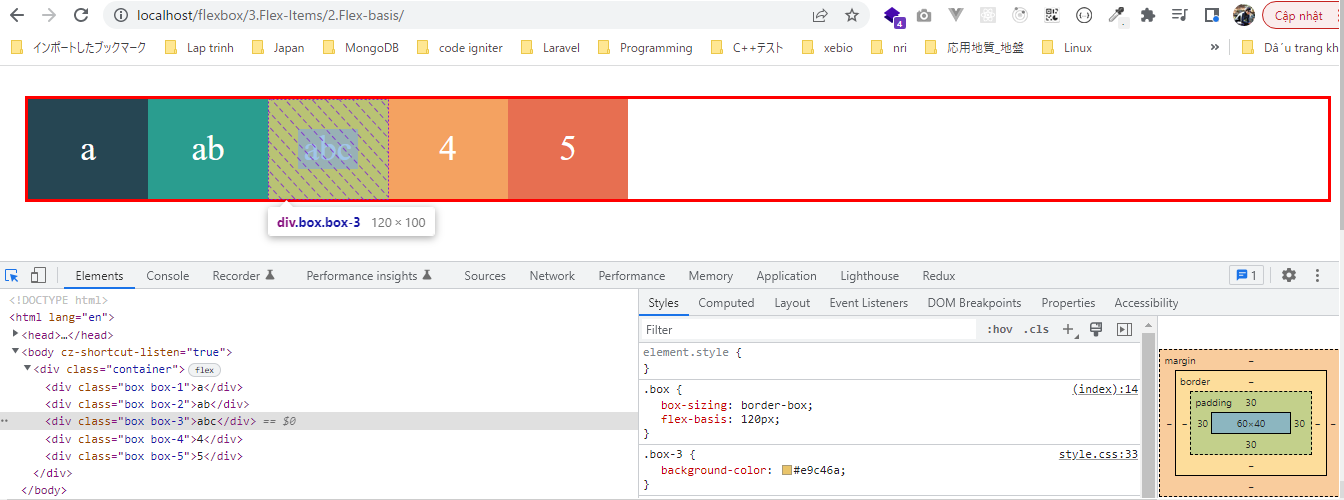 localhost/flexbox/3.Flex-Items/2.Flex-basis/ 4 Cập nhật
インポートしたブックマーク Lap trinh Japan MongoDB code igniter Laravel Programming C++テスト xebio nri 応用地質_地盤 Linux » Dâ´u trang kh
a ab abc 4 5
div.box.box-3 120 × 100
Elements Console Recorder Performance insights Sources Network Performance Memory Application Lighthouse Redux 1
<!DOCTYPE html>
<html lang="en">
<head>…</head>
<body cz-shortcut-listen="true">
<div class="container"> flex
<div class="box box-1">a</div>
<div class="box box-2">ab</div>
<div class="box box-3">abc</div> == $0
<div class="box box-4">4</div>
<div class="box box-5">5</div>
</div>
</body>
Styles Computed Layout Event Listeners DOM Breakpoints Properties Accessibility
Filter :hov .cls
element.style {
}
.box { (index):14
box-sizing: border-box;
flex-basis: 120px;
}
.box-3 { style.css:33
background-color: #e9c46a;
}
margin –
border –
padding 30
– – 30 60×40 30 – –
30
–
–